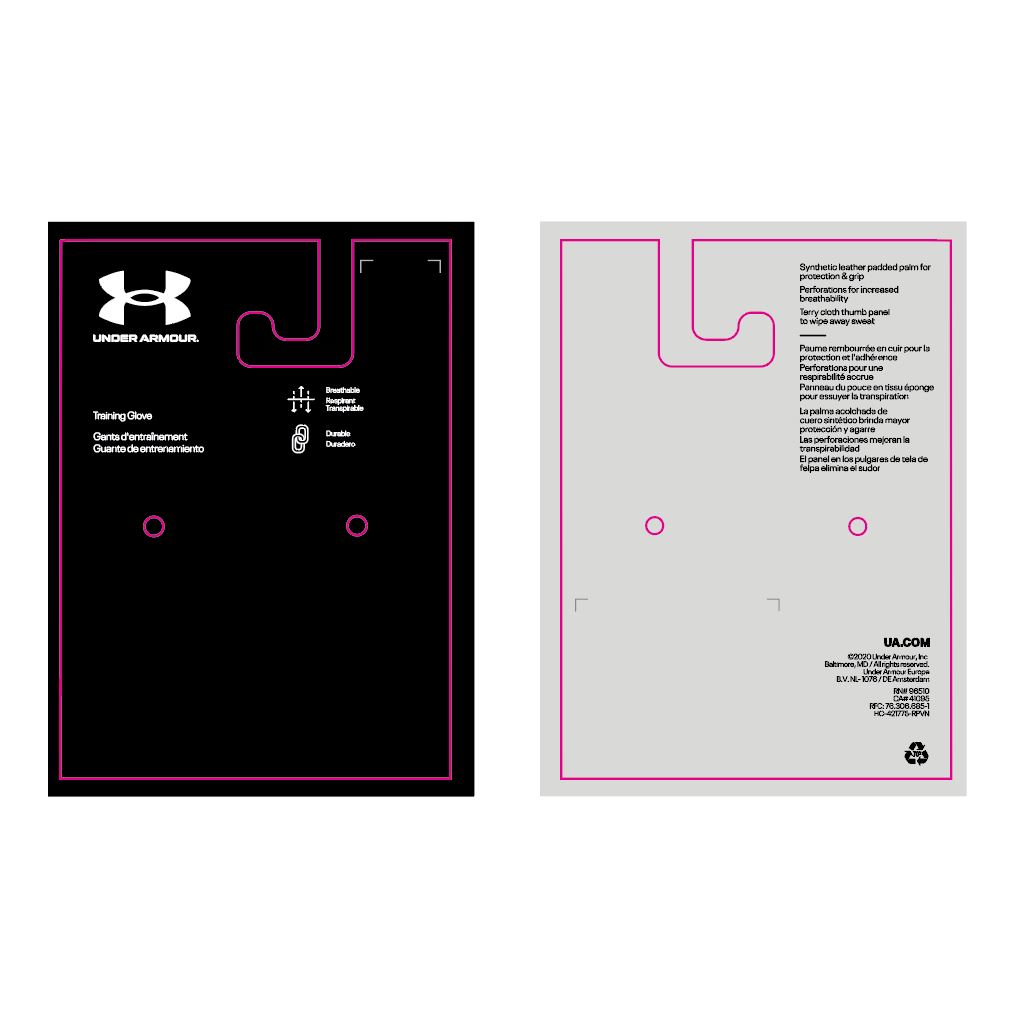 UNDER ARMOUR.
Training Glove
Gants d'entraînement
Guante de entrenamiento
Breathable
Respirant
Transpirable
Durable
Duradero
Synthetic leather padded palm for
protection & grip
Perforations for increased
breathability
Terry cloth thumb panel
to wipe away sweat
Paume rembourrée en cuir pour la
protection et l'adhérence
Perforations pour une
respirabilité accrue
Panneau du pouce en tissu éponge
pour essuyer la transpiration
La palma acolchada de
cuero sintético brinda mayor
protección y agarre
Las perforaciones mejoran la
transpirabilidad
El panel en los pulgares de tela de
felpa elimina el sudor
UA.COM
©2020 Under Armour, Inc
Baltimore, MD / All rights reserved.
Under Armour Europe
B.V. NL- 1076 / DE Amsterdam
RN# 96510
CA# 41095
RFC: 76.306.685-1
HC-421775-RPVN